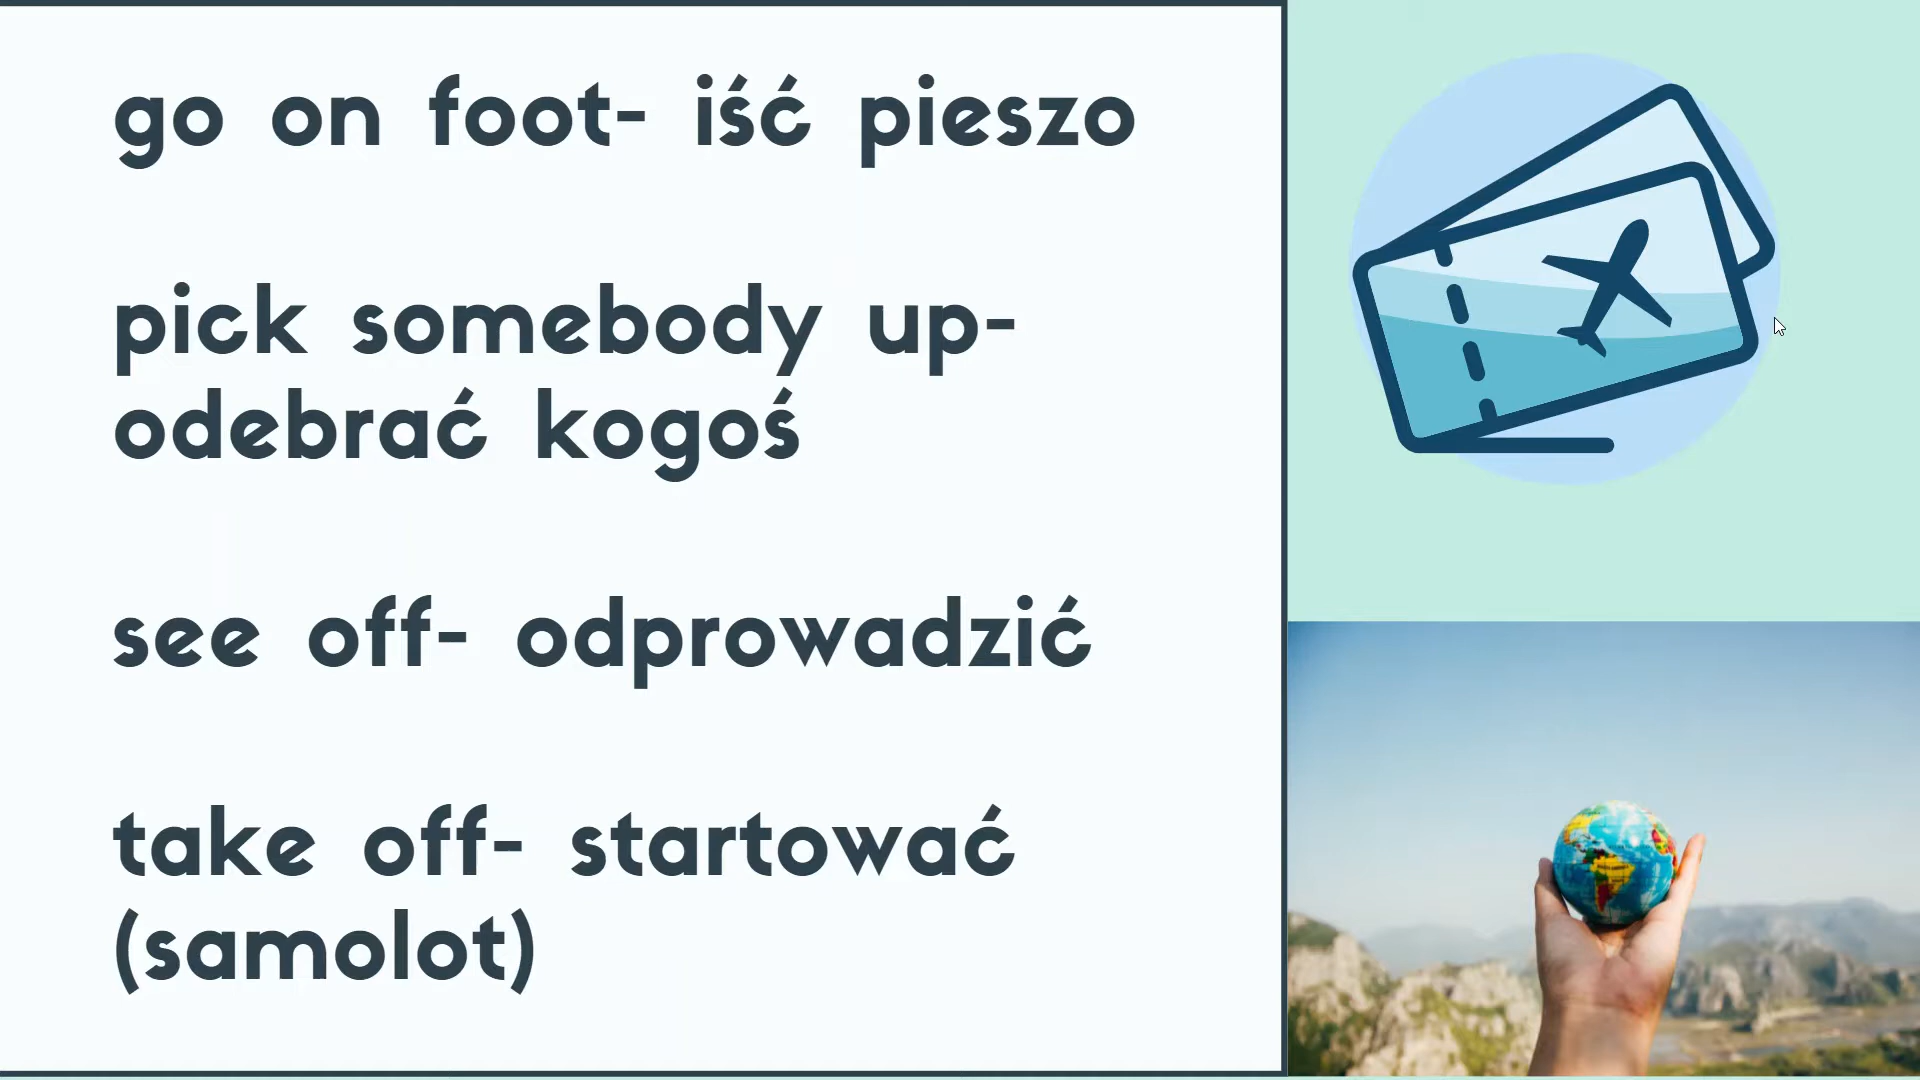 go on foot- iść pieszo
pick somebody up-
odebrać kogoś
see off- odprowadzić
take off- startować
(samolot)